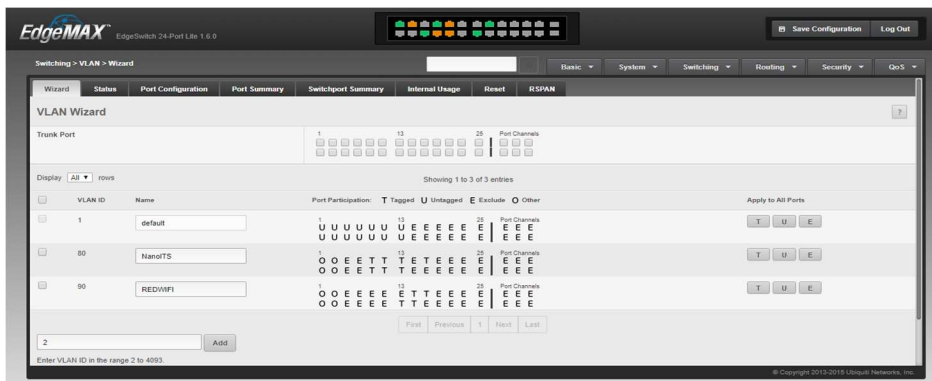 EdgeMAX™ EdgeSwitch 24-Port Lite 1.6.0
Save Configuration Log Out
Switching > VLAN > Wizard
Basic System Switching Routing Security QoS
Wizard Status Port Configuration Port Summary Switchport Summary Internal Usage Reset RSPAN
VLAN Wizard ?
Trunk Port 1 13 25 Port Channels
Display All rows Showing 1 to 3 of 3 entries
VLAN ID Name Port Participation: T Tagged U Untagged E Exclude O Other Apply to All Ports
1 13 25 Port Channels
1 default U U U U U U U E E E E E E E E E T U E
U U U U U U U E E E E E E E E E
1 13 25 Port Channels
80 NanoITS O O E E T T T E T E E E E E E E T U E
O O E E T T T E E E E E E E E E
1 13 25 Port Channels
90 REDWIFI O O E E E E E T T E E E E E E E T U E
O O E E E E T T E E E E E E E E
First Previous 1 Next Last
2 Add
Enter VLAN ID in the range 2 to 4093.
© Copyright 2013-2015 Ubiquiti Networks, Inc.